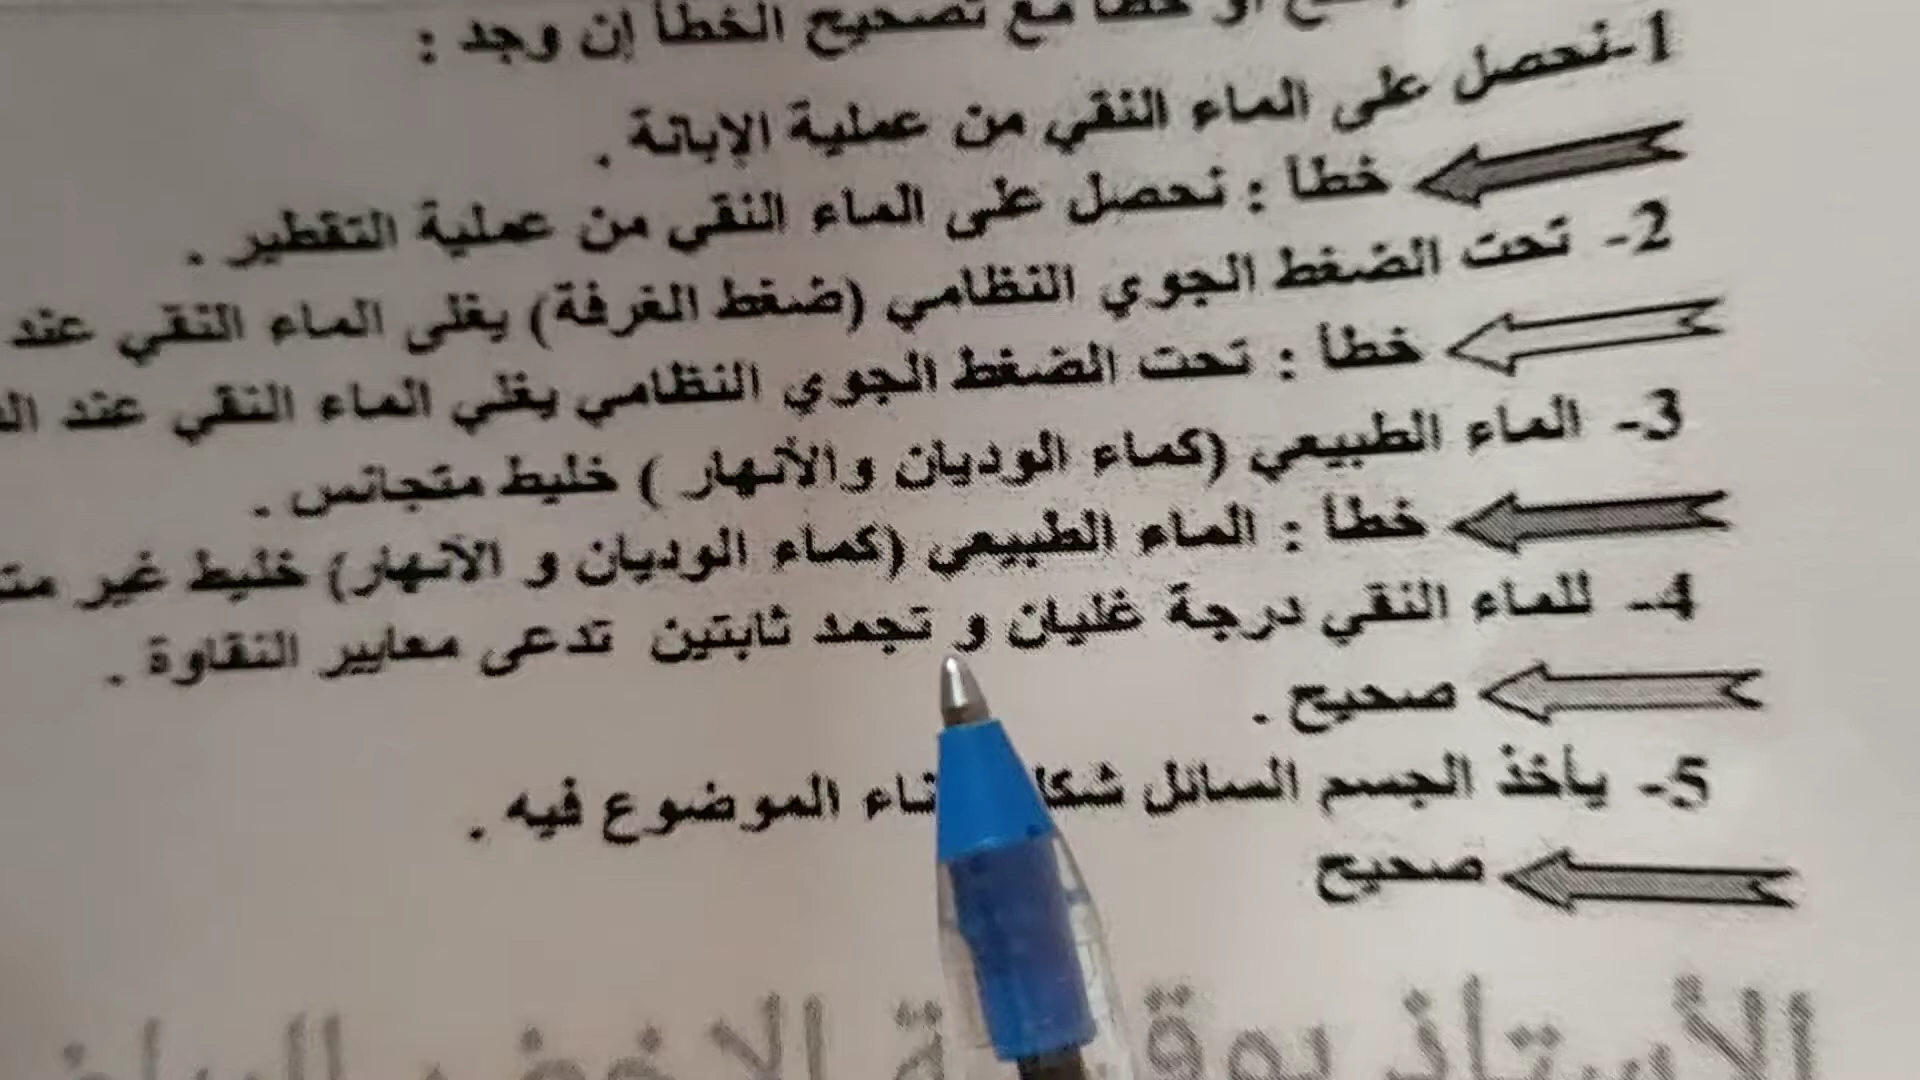 أو خطأ مع تصحيح الخطأ إن وجد :
1-نحصل على الماء النقي من عملية الإبانة .
خطأ : نحصل على الماء النقي من عملية التقطير .
2- تحت الضغط الجوي النظامي (ضغط الغرفة) يغلى الماء النقي عند
خطأ : تحت الضغط الجوي النظامي يغلي الماء النقي عند
3- الماء الطبيعي (كماء الوديان والأنهار ) خليط متجانس .
خطأ : الماء الطبيعي (كماء الوديان و الأنهار) خليط غير
4- للماء النقي درجة غليان و تجمد ثابتين تدعى معايير النقاوة .
صحيح .
5- يأخذ الجسم السائل الموضوع فيه .
صحيح
الأستاذ